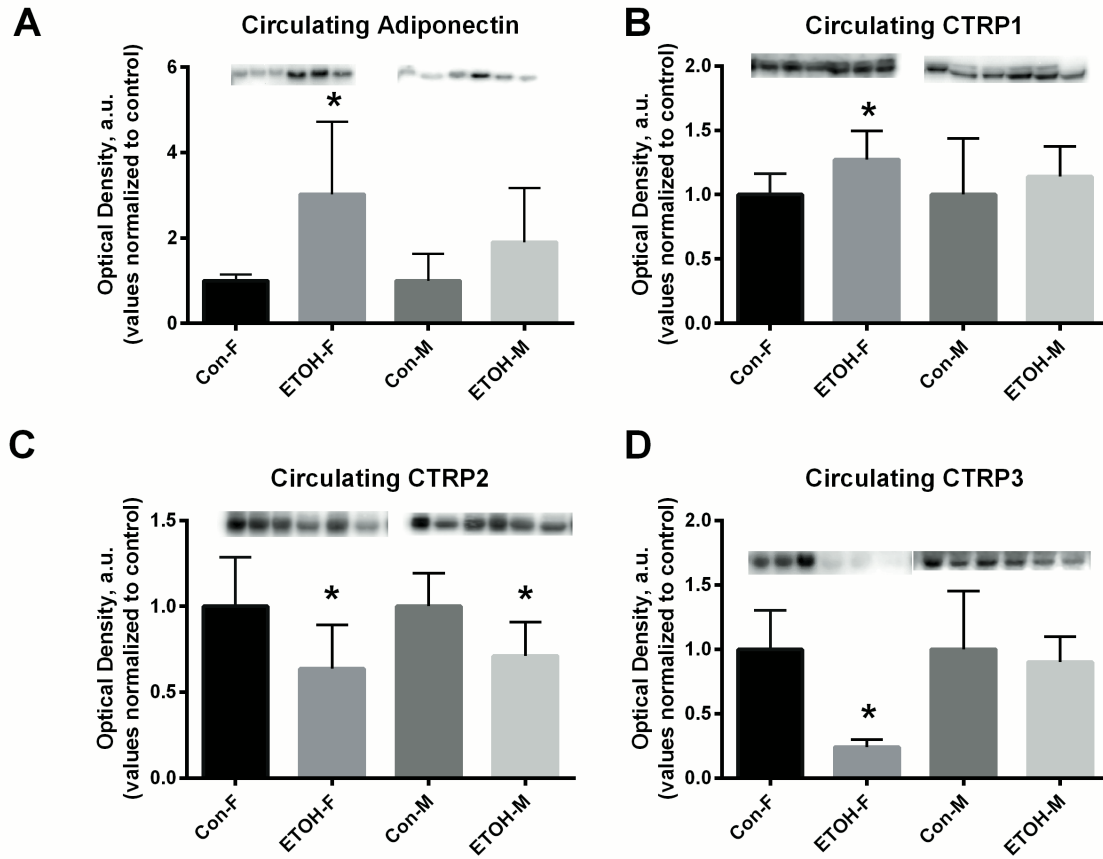 A
Circulating Adiponectin
Optical Density, a.u.
(values normalized to control)
6
4
2
0
*
Con-F
ETOH-F
Con-M
ETOH-M
B
Circulating CTRP1
Optical Density, a.u.
(values normalized to control)
2.0
1.5
1.0
0.5
0.0
*
Con-F
ETOH-F
Con-M
ETOH-M
C
Circulating CTRP2
Optical Density, a.u.
(values normalized to control)
1.5
1.0
0.5
0.0
*
*
Con-F
ETOH-F
Con-M
ETOH-M
D
Circulating CTRP3
Optical Density, a.u.
(values normalized to control)
2.0
1.5
1.0
0.5
0.0
*
Con-F
ETOH-F
Con-M
ETOH-M